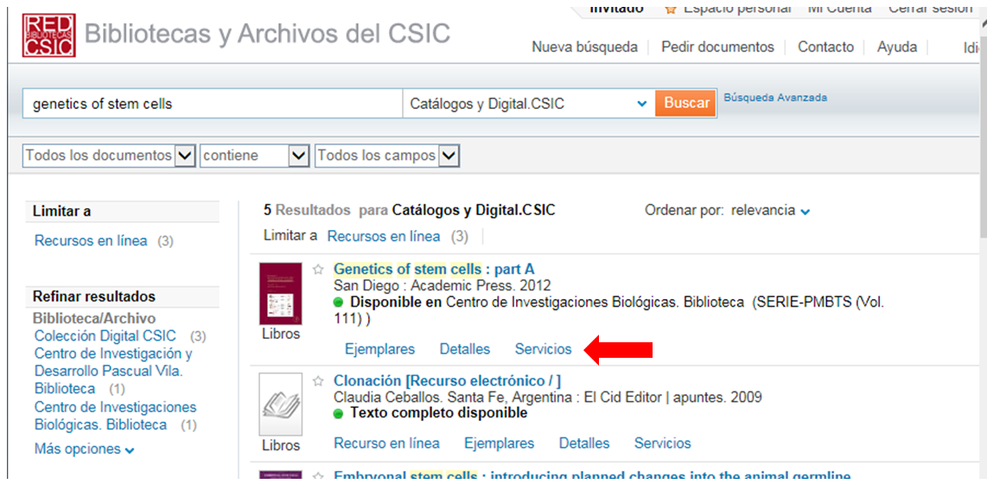 Invitado Espacio personal Mi Cuenta Cerrar sesión
RED
BIBLIOTECAS
CSIC
Bibliotecas y Archivos del CSIC
Nueva búsqueda Pedir documentos Contacto Ayuda Idi
genetics of stem cells Catálogos y Digital.CSIC Buscar Búsqueda Avanzada
Todos los documentos contiene Todos los campos
Limitar a
Recursos en línea (3)
Refinar resultados
Biblioteca/Archivo
Colección Digital CSIC (3)
Centro de Investigación y
Desarrollo Pascual Vila.
Biblioteca (1)
Centro de Investigaciones
Biológicas. Biblioteca (1)
Más opciones
5 Resultados para Catálogos y Digital.CSIC Ordenar por: relevancia
Limitar a Recursos en línea (3)
Genetics of stem cells : part A
San Diego : Academic Press. 2012
Disponible en Centro de Investigaciones Biológicas. Biblioteca (SERIE-PMBTS (Vol.
111) )
Libros
Ejemplares Detalles Servicios
Clonación [Recurso electrónico / ]
Claudia Ceballos. Santa Fe, Argentina : El Cid Editor | apuntes. 2009
Texto completo disponible
Libros
Recurso en línea Ejemplares Detalles Servicios
Embryonal stem cells : introducing planned changes into the animal germline